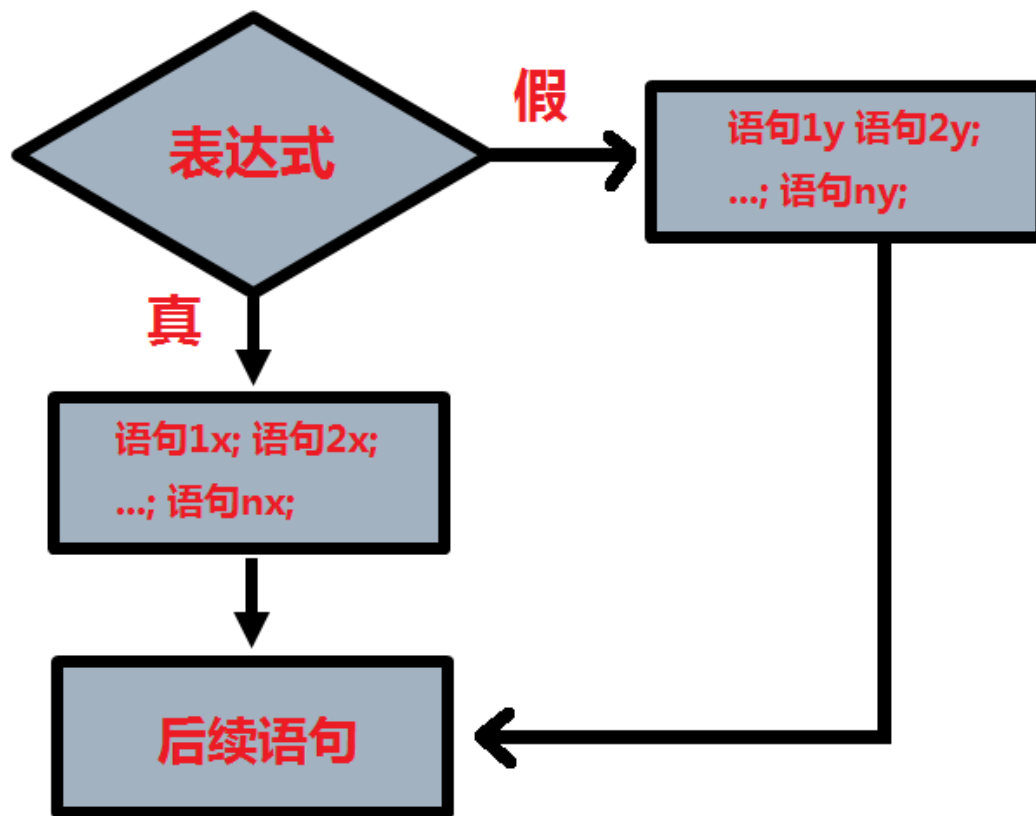 表达式
假
语句1y 语句2y;
...; 语句ny;
真
语句1x; 语句2x;
...; 语句nx;
后续语句